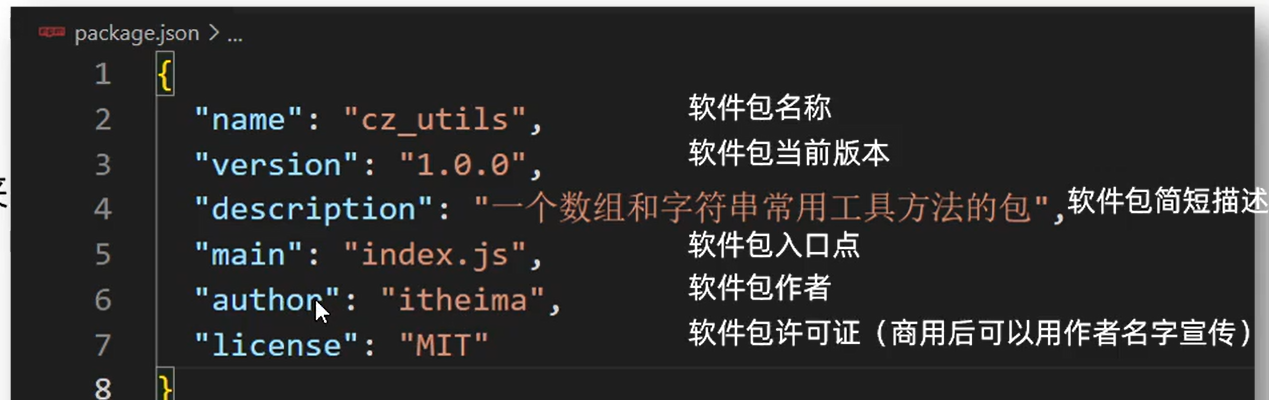 package.json > ...
1 {
2 "name": "cz_utils", 软件包名称
3 "version": "1.0.0", 软件包当前版本
4 "description": "一个数组和字符串常用工具方法的包", 软件包简短描述
5 "main": "index.js", 软件包入口点
6 "author": "itheima", 软件包作者
7 "license": "MIT" 软件包许可证（商用后可以用作者名字宣传）
8 }